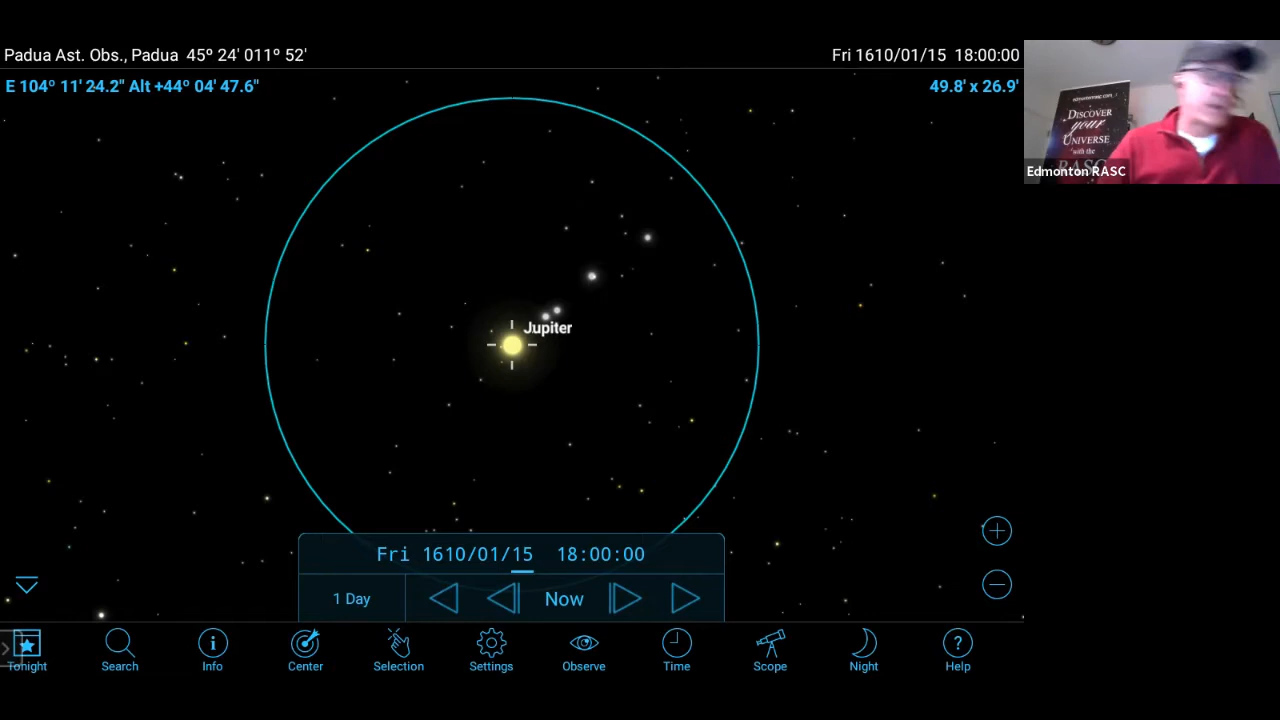 Padua Ast. Obs., Padua 45º 24' 011º 52'
Fri 1610/01/15 18:00:00
E 104º 11' 24.2" Alt +44º 04' 47.6"
49.8' x 26.9'
DISCOVER
your
UNIVERSE
with the
RASC
Edmonton RASC
Jupiter
Fri 1610/01/15 18:00:00
1 Day
Now
Tonight
Search
Info
Center
Selection
Settings
Observe
Time
Scope
Night
Help